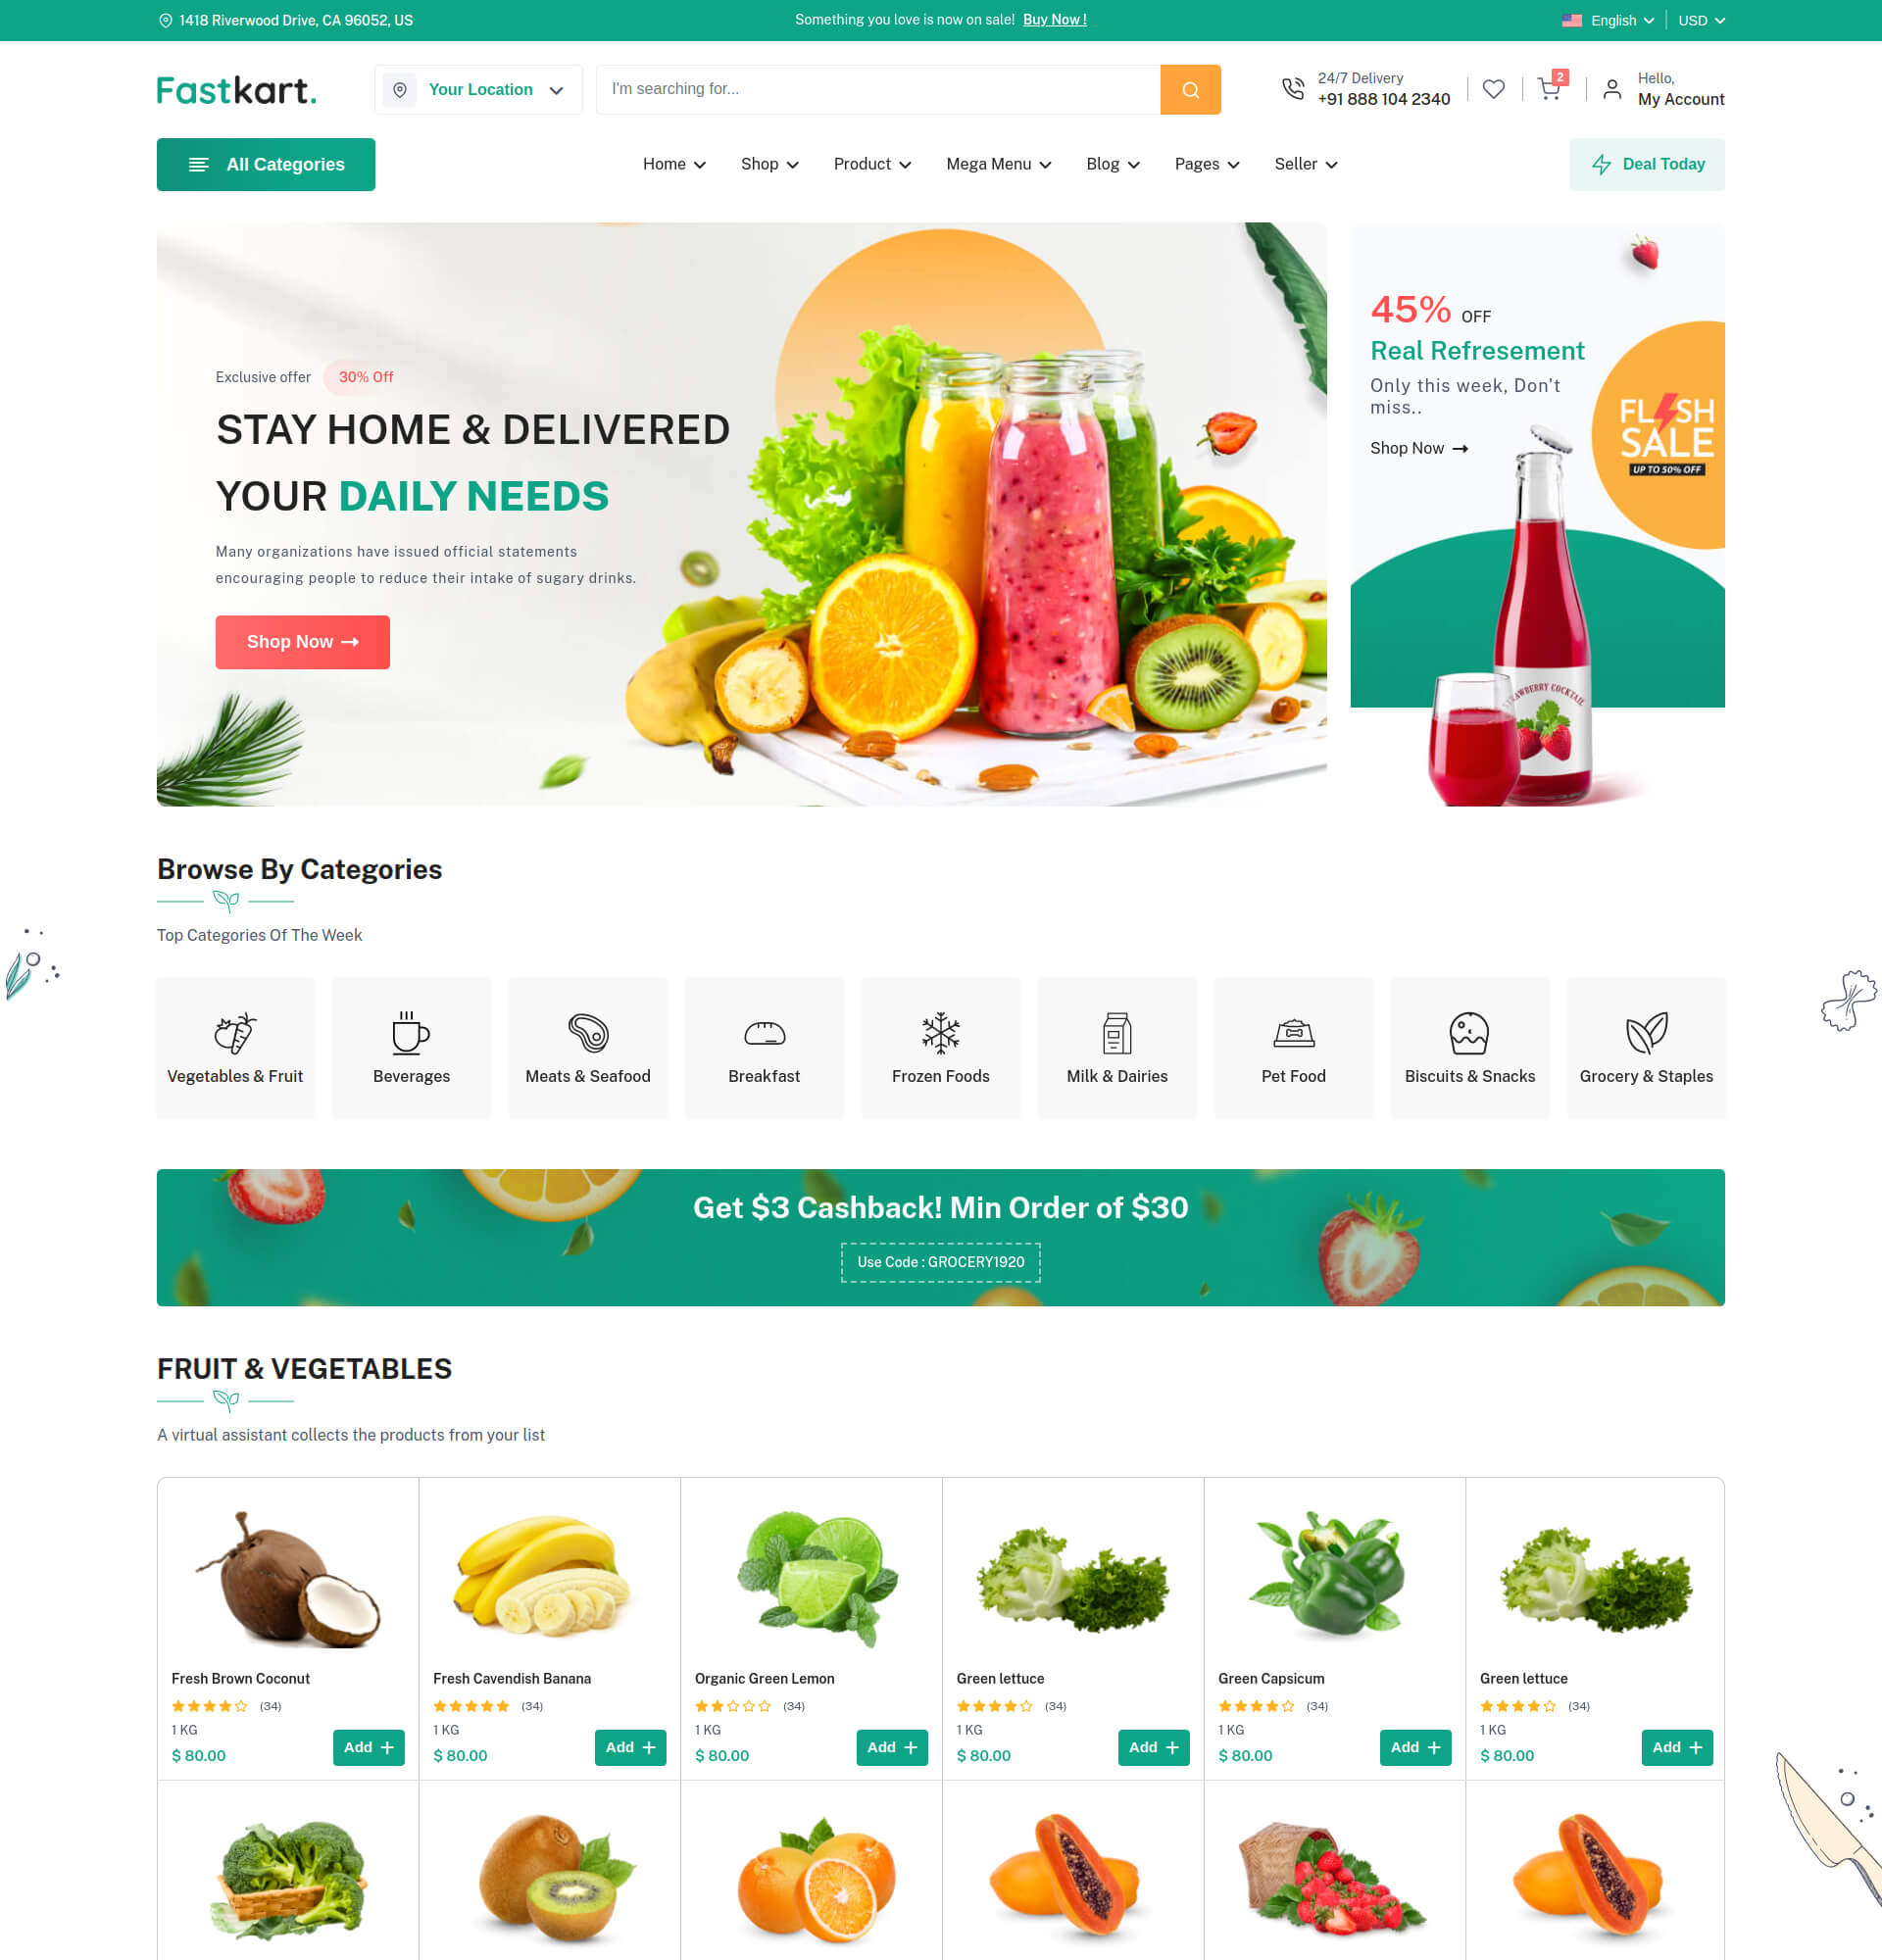 1418 Riverwood Drive, CA 96052, US
Something you love is now on sale! Buy Now !
English
USD
Fastkart.
Your Location
I'm searching for...
24/7 Delivery
+91 888 104 2340
2
Hello,
My Account
All Categories
Home
Shop
Product
Mega Menu
Blog
Pages
Seller
Deal Today
Exclusive offer 30% Off
STAY HOME & DELIVERED
YOUR DAILY NEEDS
Many organizations have issued official statements
encouraging people to reduce their intake of sugary drinks.
Shop Now
45% OFF
Real Refresement
Only this week, Don't
miss..
Shop Now
FLASH
SALE
UP TO 50% OFF
COCKTAIL
Browse By Categories
Top Categories Of The Week
Vegetables & Fruit
Beverages
Meats & Seafood
Breakfast
Frozen Foods
Milk & Dairies
Pet Food
Biscuits & Snacks
Grocery & Staples
Get $3 Cashback! Min Order of $30
Use Code : GROCERY1920
FRUIT & VEGETABLES
A virtual assistant collects the products from your list
Fresh Brown Coconut
(34)
1 KG
$ 80.00
Add
Fresh Cavendish Banana
(34)
1 KG
$ 80.00
Add
Organic Green Lemon
(34)
1 KG
$ 80.00
Add
Green lettuce
(34)
1 KG
$ 80.00
Add
Green Capsicum
(34)
1 KG
$ 80.00
Add
Green lettuce
(34)
1 KG
$ 80.00
Add